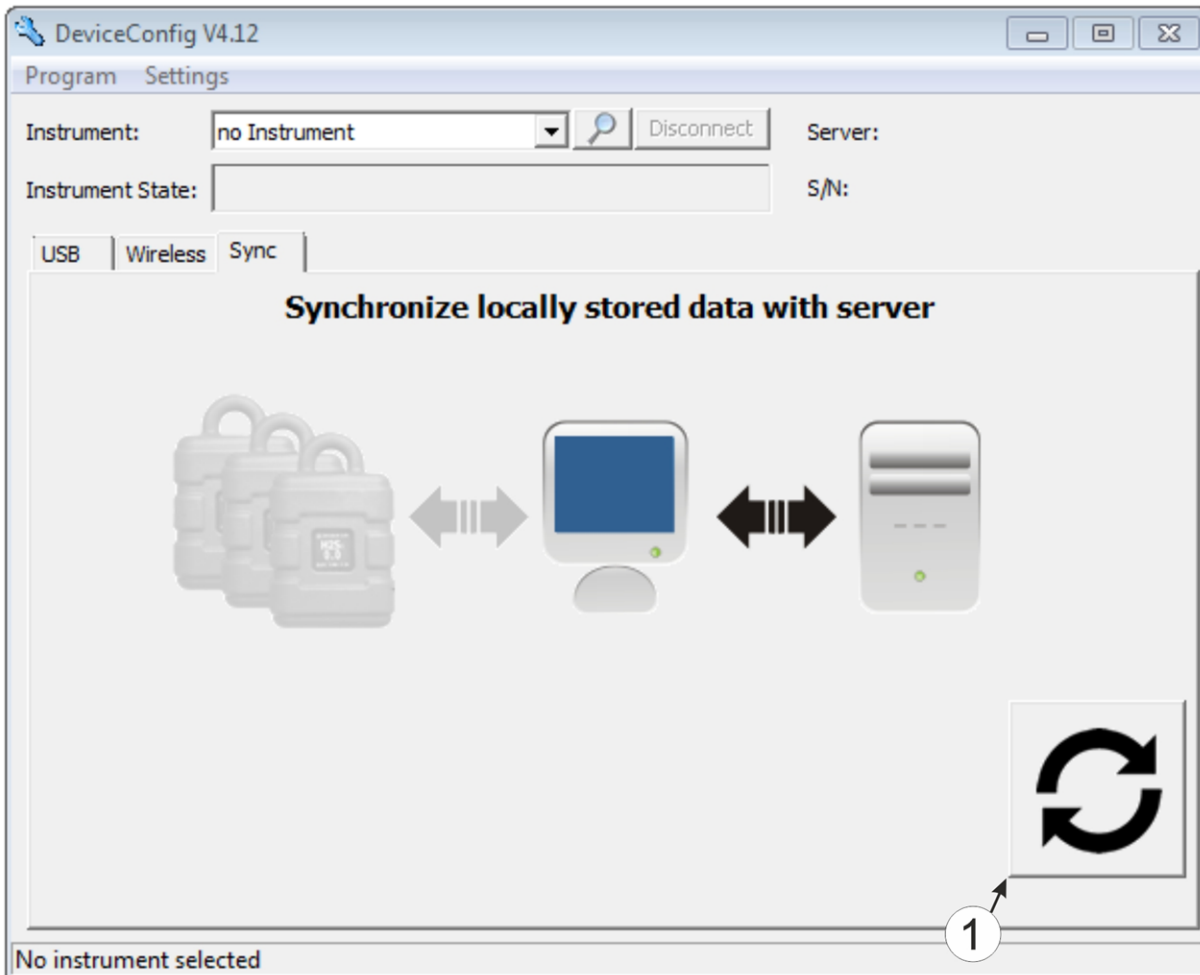 DeviceConfig V4.12
Program Settings
Instrument: no Instrument Disconnect Server:
Instrument State: S/N:
USB Wireless Sync
Synchronize locally stored data with server
1
No instrument selected